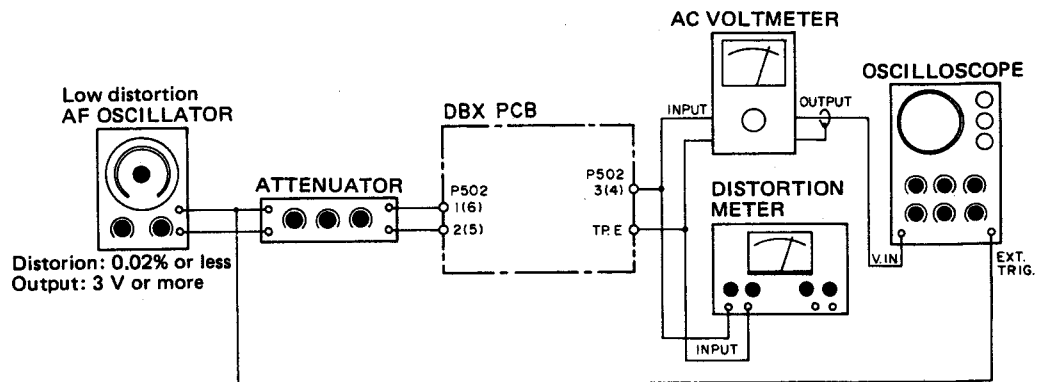 AC VOLTMETER
OSCILLOSCOPE
Low distortion
AF OSCILLATOR
INPUT
OUTPUT
DBX PCB
ATTENUATOR
P502
1(6)
2(5)
P502
3(4)
TP.E
DISTORTION
METER
Distorion: 0.02% or less
Output: 3 V or more
V.IN
EXT.
TRIG.
INPUT